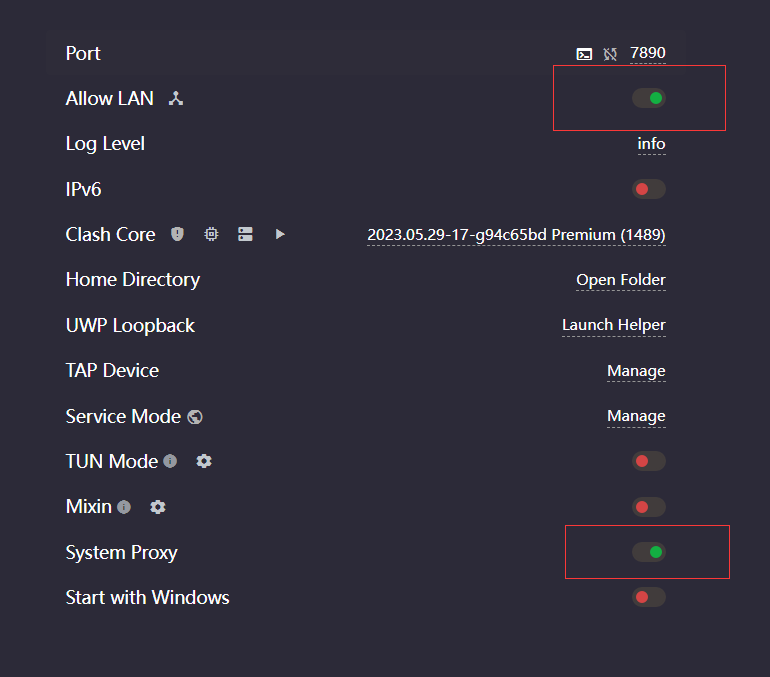 Port 7890
Allow LAN
Log Level info
IPv6
Clash Core 2023.05.29-17-g94c65bd Premium (1489)
Home Directory Open Folder
UWP Loopback Launch Helper
TAP Device Manage
Service Mode Manage
TUN Mode
Mixin
System Proxy
Start with Windows